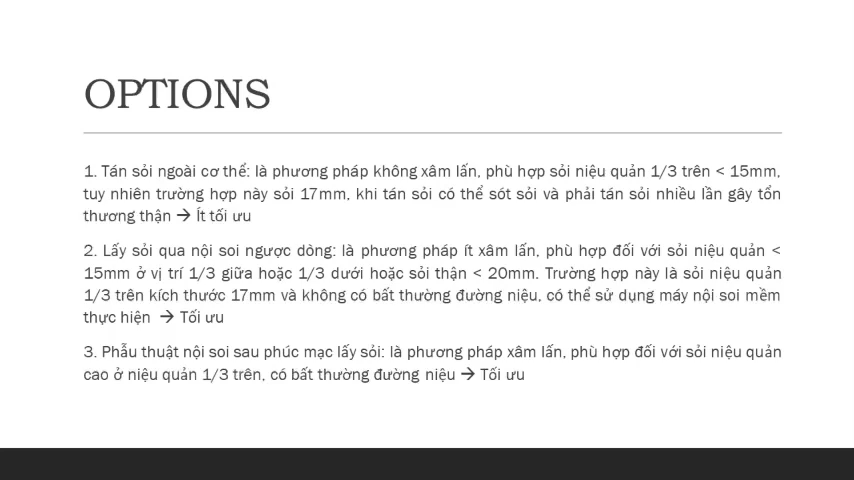 OPTIONS
1. Tán sỏi ngoài cơ thể: là phương pháp không xâm lấn, phù hợp sỏi niệu quản 1/3 trên < 15mm,
tuy nhiên trường hợp này sỏi 17mm, khi tán sỏi có thể sót sỏi và phải tán sỏi nhiều lần gây tổn
thương thận → Ít tối ưu
2. Lấy sỏi qua nội soi ngược dòng: là phương pháp ít xâm lấn, phù hợp đối với sỏi niệu quản <
15mm ở vị trí 1/3 giữa hoặc 1/3 dưới hoặc sỏi thận < 20mm. Trường hợp này là sỏi niệu quản
1/3 trên kích thước 17mm và không có bất thường đường niệu, có thể sử dụng máy nội soi mềm
thực hiện → Tối ưu
3. Phẫu thuật nội soi sau phúc mạc lấy sỏi: là phương pháp xâm lấn, phù hợp đối với sỏi niệu quản
cao ở niệu quản 1/3 trên, có bất thường đường niệu → Tối ưu